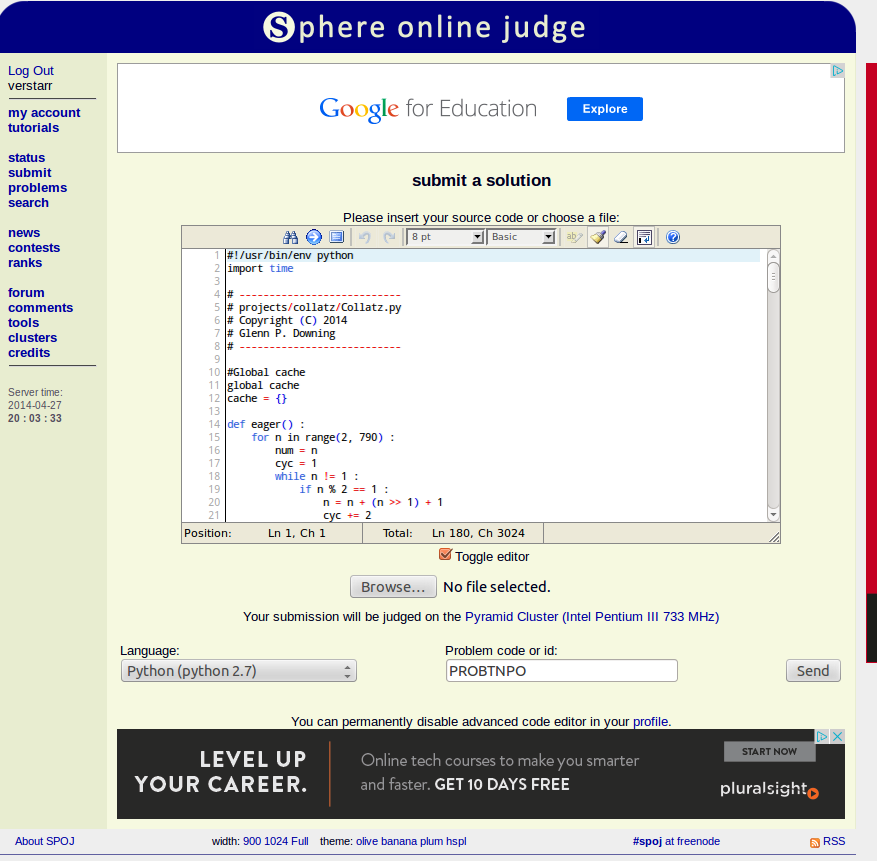 Sphere online judge
Log Out
verstarr
my account
tutorials
status
submit
problems
search
news
contests
ranks
forum
comments
tools
clusters
credits
Server time:
2014-04-27
20 : 03 : 33
Google for Education
Explore
submit a solution
Please insert your source code or choose a file:
8 pt Basic
1 #!/usr/bin/env python
2 import time
3
4 # ---------------------------
5 # projects/collatz/Collatz.py
6 # Copyright (C) 2014
7 # Glenn P. Downing
8 # ---------------------------
9
10 #Global cache
11 global cache
12 cache = {}
13
14 def eager() :
15     for n in range(2, 790) :
16         num = n
17         cyc = 1
18         while n != 1 :
19             if n % 2 == 1 :
20                 n = n + (n >> 1) + 1
21                 cyc += 2
Position: Ln 1, Ch 1 Total: Ln 180, Ch 3024
Toggle editor
Browse... No file selected.
Your submission will be judged on the Pyramid Cluster (Intel Pentium III 733 MHz)
Language: Problem code or id:
Python (python 2.7) PROBTNPO Send
You can permanently disable advanced code editor in your profile.
LEVEL UP
YOUR CAREER.
Online tech courses to make you smarter
and faster. GET 10 DAYS FREE
START NOW
pluralsight
About SPOJ width: 900 1024 Full theme: olive banana plum hspl #spoj at freenode RSS